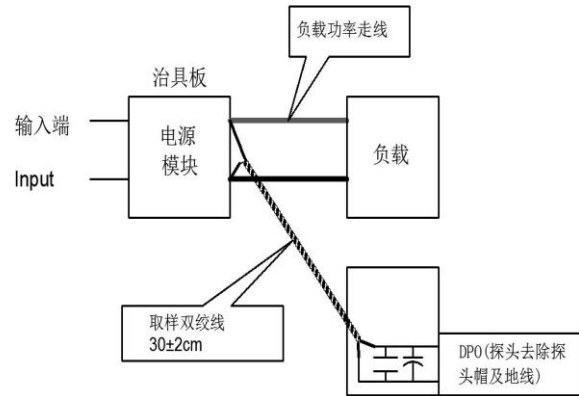 负载功率走线
治具板
输入端
Input
电源
模块
负载
取样双绞线
30±2cm
DPO(探头去除探
头帽及地线)